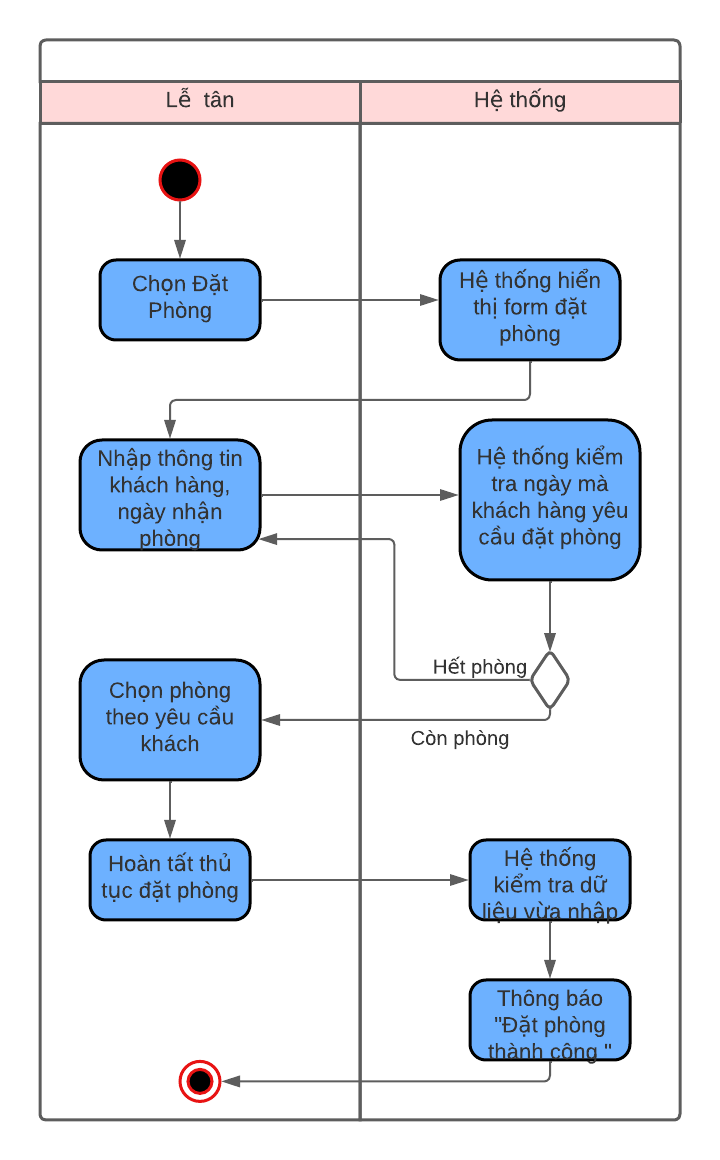 Lễ tân
Hệ thống
Chọn Đặt
Phòng
Hệ thống hiển
thị form đặt
phòng
Nhập thông tin
khách hàng,
ngày nhận
phòng
Hệ thống kiểm
tra ngày mà
khách hàng yêu
cầu đặt phòng
Hết phòng
Còn phòng
Chọn phòng
theo yêu cầu
khách
Hoàn tất thủ
tục đặt phòng
Hệ thống
kiểm tra dữ
liệu vừa nhập
Thông báo
"Đặt phòng
thành công "